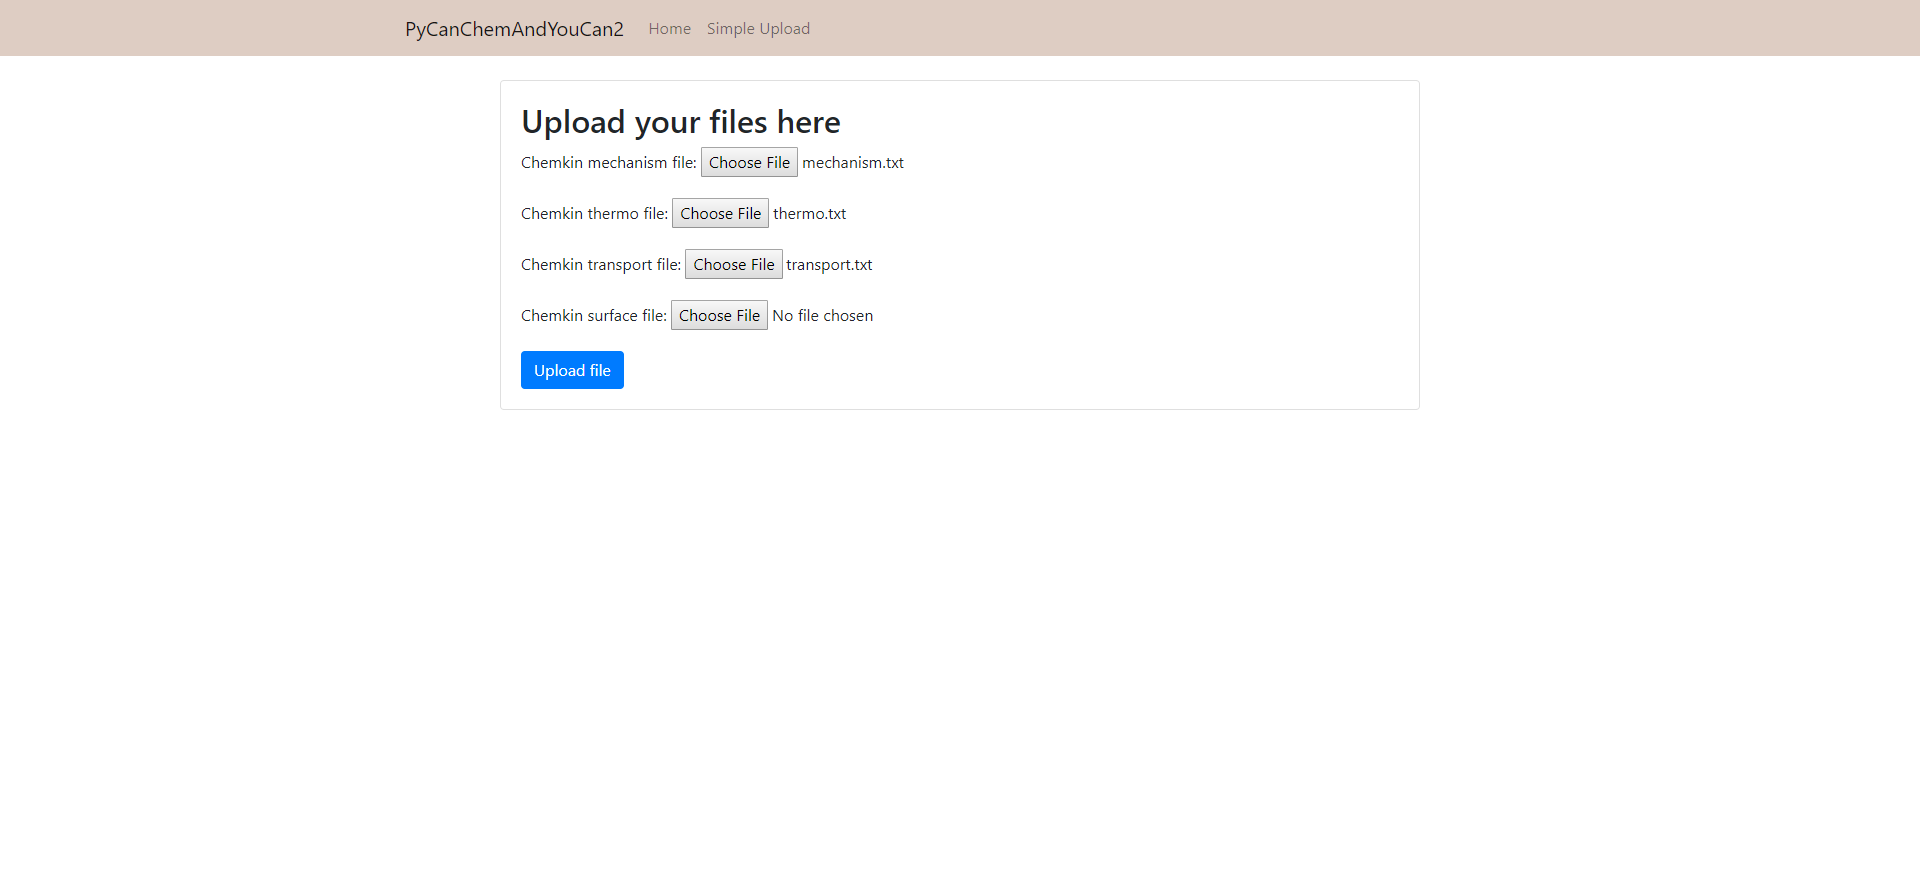 PyCanChemAndYouCan2 Home Simple Upload
Upload your files here
Chemkin mechanism file: Choose File mechanism.txt
Chemkin thermo file: Choose File thermo.txt
Chemkin transport file: Choose File transport.txt
Chemkin surface file: Choose File No file chosen
Upload file